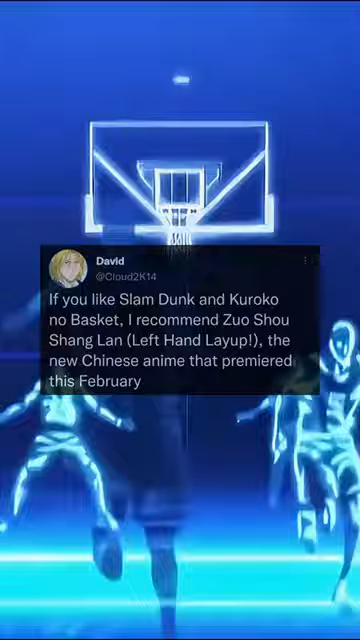 David
@Cloud2K14
If you like Slam Dunk and Kuroko
no Basket, I recommend Zuo Shou
Shang Lan (Left Hand Layup!), the
new Chinese anime that premiered
this February